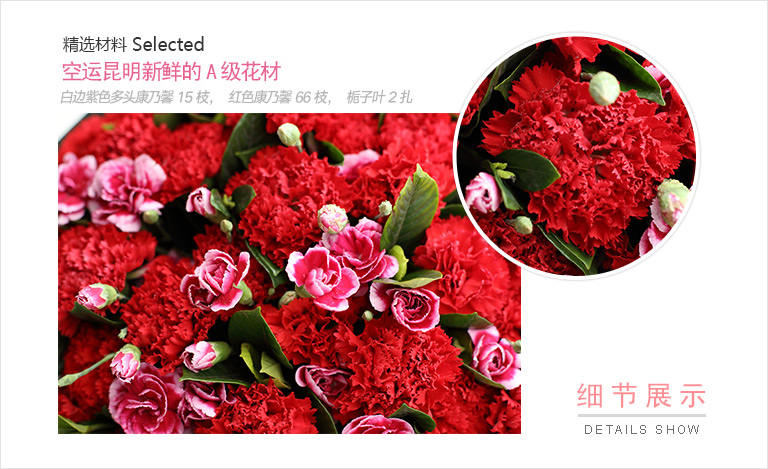 精选材料 Selected
空运昆明新鲜的 A 级花材
白边紫色多头康乃馨 15 枝， 红色康乃馨 66 枝， 栀子叶 2 扎
细节展示
DETAILS SHOW